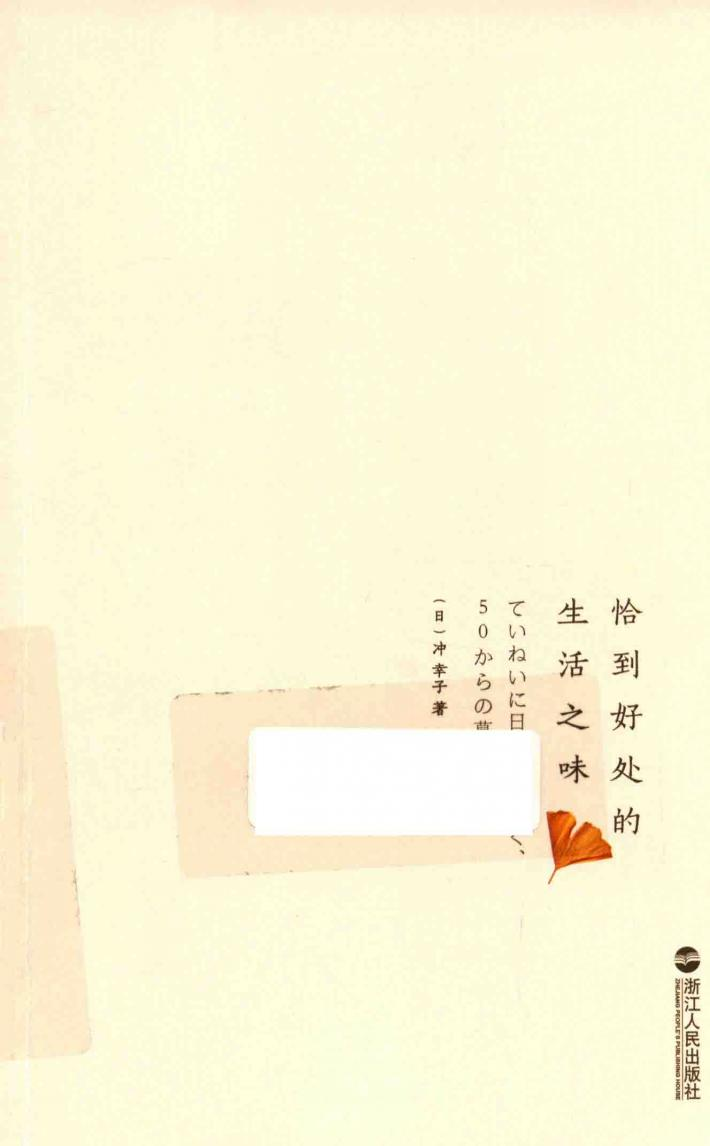 恰到好处的
生活之味
ていねいに日
く、
50からの
(日)冲幸子 著
浙江人民出版社
ZHEJIANG PEOPLE'S PUBLISHING HOUSE